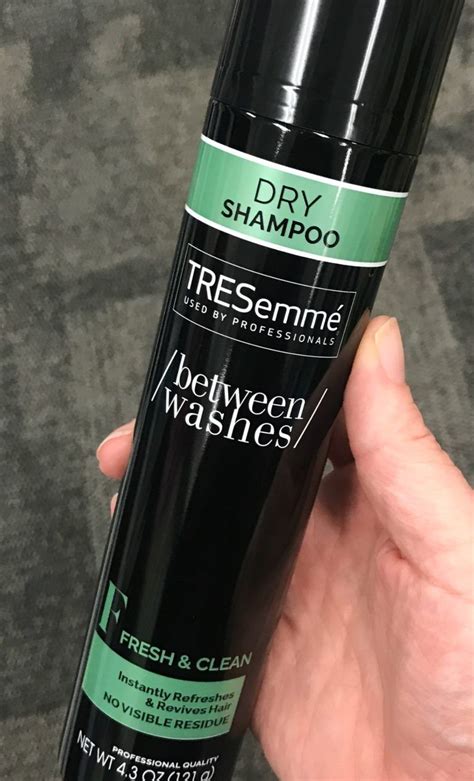 DRY
SHAMPOO
TRESemmé
USED BY PROFESSIONALS
/between
washes/
F
FRESH & CLEAN
Instantly Refreshes
& Revives Hair
NO VISIBLE RESIDUE
PROFESSIONAL QUALITY
NET WT 4.3 OZ (121 g)